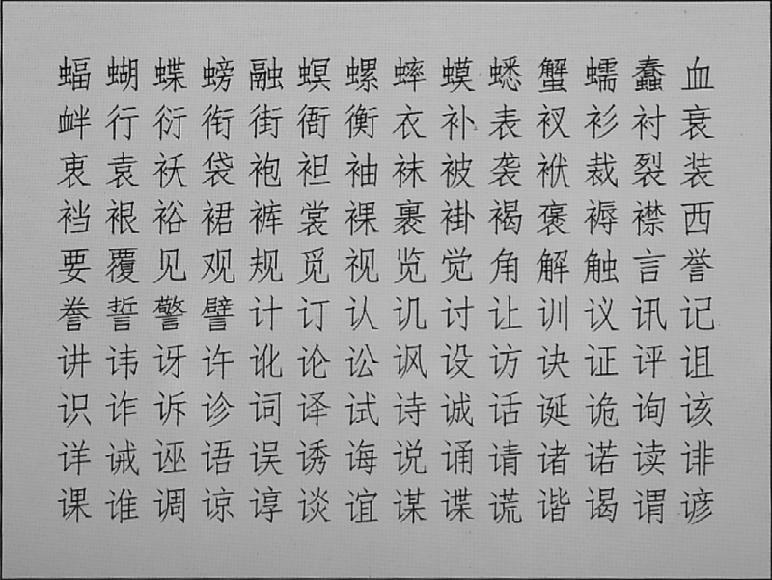 蝠蝴蝶螃融螟螺蟀蟆蟋蟹蠕蠢血
衅行衍衔街衙衡衣补表衩衫衬衰
衷袁袄袋袍袒袖袜被袭袱裁裂装
裆裉裕裙裤裳裸裹褂褐褒褥襟西
要覆见观规觅视览觉角解触言誉
誊誓警譬计订认讥讨让训议讯记
讲讳讶许讹论讼讽设访诀证评诅
识诈诉诊词译试诗诚话诞诡询该
详诫诬语误诱诲说诵请诸诺读诽
课谁调谅谆谈谊谋谍谎谐谒谓谚